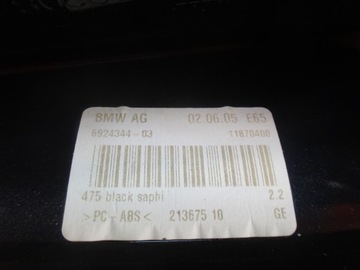 BMW AG 02.06.05 E65
6924344-03 11870400
475 black saphi 2.2
>PC-ABS< 213675 10 GE